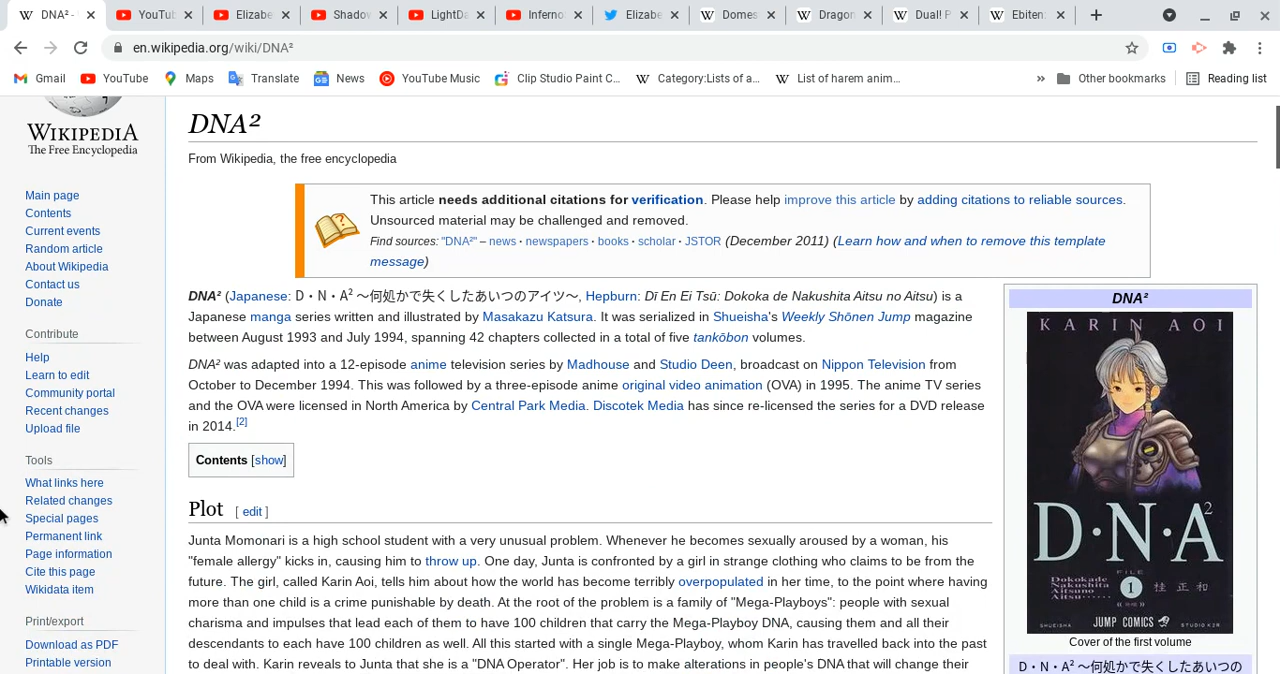 DNA² -
YouTub
Elizabe
Shadov
LightDa
Inferno
Elizabe
Domes
Dragon
Dual! P
Ebiten:
en.wikipedia.org/wiki/DNA²
Gmail
YouTube
Maps
Translate
News
YouTube Music
Clip Studio Paint C...
Category:Lists of a...
List of harem anim...
»
Other bookmarks
Reading list
WIKIPEDIA
The Free Encyclopedia
Main page
Contents
Current events
Random article
About Wikipedia
Contact us
Donate
Contribute
Help
Learn to edit
Community portal
Recent changes
Upload file
Tools
What links here
Related changes
Special pages
Permanent link
Page information
Cite this page
Wikidata item
Print/export
Download as PDF
Printable version
DNA²
From Wikipedia, the free encyclopedia
This article needs additional citations for verification. Please help improve this article by adding citations to reliable sources.
Unsourced material may be challenged and removed.
Find sources: "DNA²" – news · newspapers · books · scholar · JSTOR (December 2011) (Learn how and when to remove this template
message)
DNA² (Japanese: D・N・A² 〜何処かで失くしたあいつのアイツ〜, Hepburn: Dī En Ei Tsū: Dokoka de Nakushita Aitsu no Aitsu) is a
Japanese manga series written and illustrated by Masakazu Katsura. It was serialized in Shueisha's Weekly Shōnen Jump magazine
between August 1993 and July 1994, spanning 42 chapters collected in a total of five tankōbon volumes.
DNA² was adapted into a 12-episode anime television series by Madhouse and Studio Deen, broadcast on Nippon Television from
October to December 1994. This was followed by a three-episode anime original video animation (OVA) in 1995. The anime TV series
and the OVA were licensed in North America by Central Park Media. Discotek Media has since re-licensed the series for a DVD release
in 2014.[2]
Contents [show]
Plot [ edit ]
Junta Momonari is a high school student with a very unusual problem. Whenever he becomes sexually aroused by a woman, his
"female allergy" kicks in, causing him to throw up. One day, Junta is confronted by a girl in strange clothing who claims to be from the
future. The girl, called Karin Aoi, tells him about how the world has become terribly overpopulated in her time, to the point where having
more than one child is a crime punishable by death. At the root of the problem is a family of "Mega-Playboys": people with sexual
charisma and impulses that lead each of them to have 100 children that carry the Mega-Playboy DNA, causing them and all their
descendants to each have 100 children as well. All this started with a single Mega-Playboy, whom Karin has travelled back into the past
to deal with. Karin reveals to Junta that she is a "DNA Operator". Her job is to make alterations in people's DNA that will change their
DNA²
KARIN AOI
D·N·A²
FILE
1
Dokokade
Nakushita
Aitsuno
Aitsu......
桂 正 和
SHUEISHA
JUMP COMICS
STUDIO K2R
Cover of the first volume
D・N・A² 〜何処かで失くしたあいつの